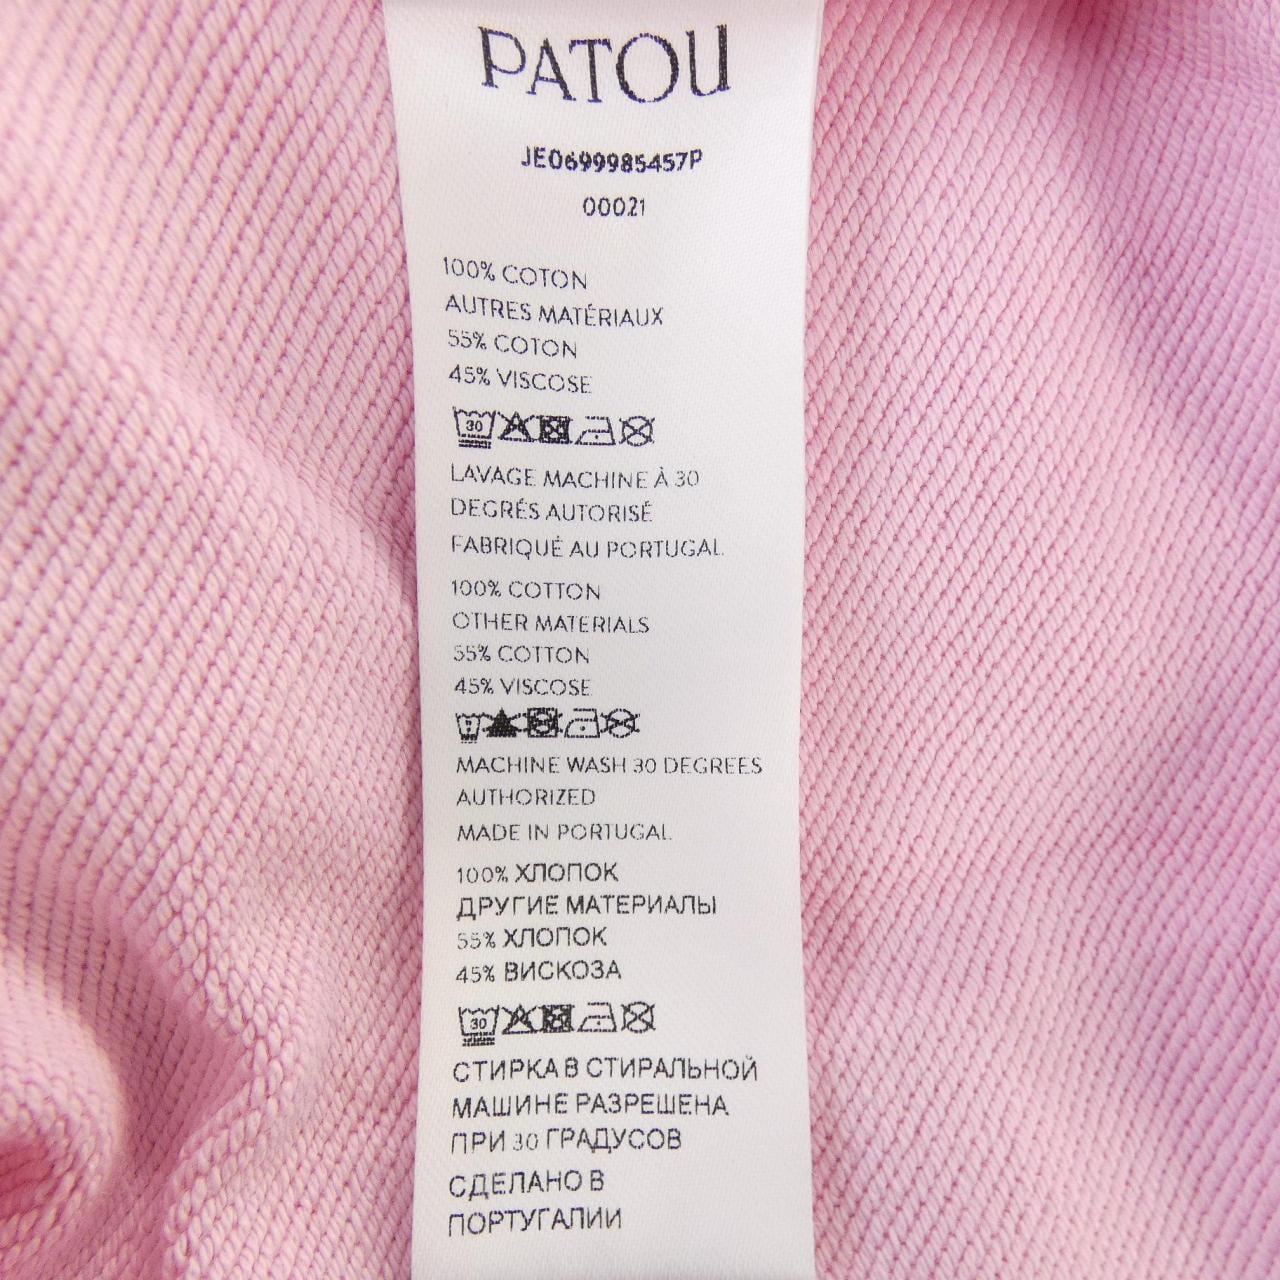 PATOU
JE0699985457P
00021
100% COTON
AUTRES MATÉRIAUX
55% COTON
45% VISCOSE
30
LAVAGE MACHINE À 30
DEGRÉS AUTORISÉ
FABRIQUÉ AU PORTUGAL
100% COTTON
OTHER MATERIALS
55% COTTON
45% VISCOSE
MACHINE WASH 30 DEGREES
AUTHORIZED
MADE IN PORTUGAL
100% ХЛОПОК
ДРУГИЕ МАТЕРИАЛЫ
55% ХЛОПОК
45% ВИСКОЗА
30
СТИРКА В СТИРАЛЬНОЙ
МАШИНЕ РАЗРЕШЕНА
ПРИ 30 ГРАДУСОВ
СДЕЛАНО В
ПОРТУГАЛИИ